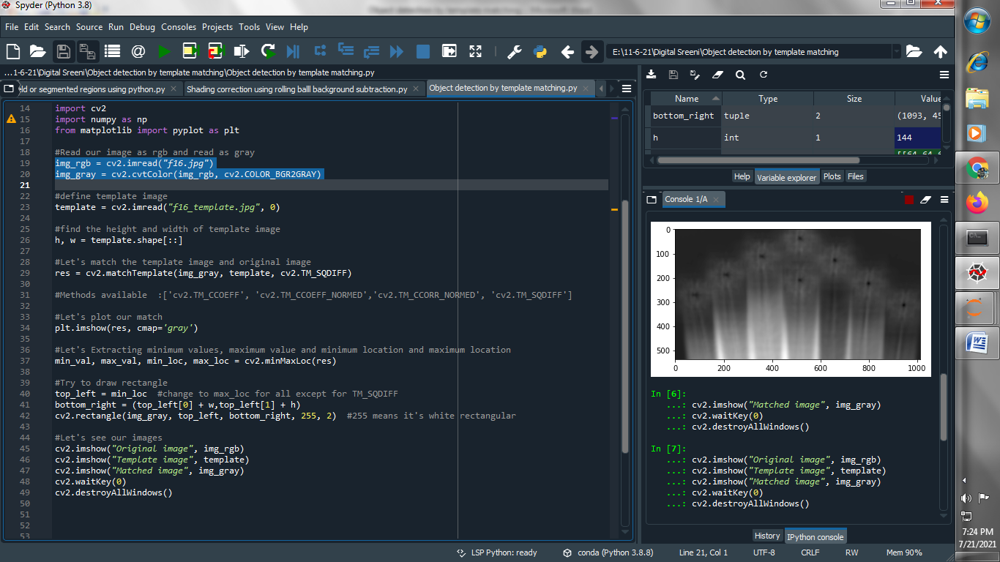 Spyder (Python 3.8)
File Edit Search Source Run Debug Consoles Projects Tools View Help
E:\11-6-21\Digital Sreeni\Object detection by template matching
...1-6-21\Digital Sreeni\Object detection by template matching\Object detection by template matching.py
eld or segmented regions using python.py
Shading correction using rolling balll background subtraction.py
Object detection by template matching.py
14 import cv2
15 import numpy as np
16 from matplotlib import pyplot as plt
17
18 #Read our image as rgb and read as gray
19 img_rgb = cv2.imread("f16.jpg")
20 img_gray = cv2.cvtColor(img_rgb, cv2.COLOR_BGR2GRAY)
21
22 #define template image
23 template = cv2.imread("f16_template.jpg", 0)
24
25 #find the height and width of template image
26 h, w = template.shape[::]
27
28 #Let's match the template image and original image
29 res = cv2.matchTemplate(img_gray, template, cv2.TM_SQDIFF)
30
31 #Methods available  :['cv2.TM_CCOEFF', 'cv2.TM_CCOEFF_NORMED','cv2.TM_CCORR_NORMED', 'cv2.TM_SQDIFF']
32
33 #Let's plot our match
34 plt.imshow(res, cmap='gray')
35
36 #Let's Extracting minimum values, maximum value and minimum location and maximum location
37 min_val, max_val, min_loc, max_loc = cv2.minMaxLoc(res)
38
39 #Try to draw rectangle
40 top_left = min_loc  #change to max_loc for all except for TM_SQDIFF
41 bottom_right = (top_left[0] + w,top_left[1] + h)
42 cv2.rectangle(img_gray, top_left, bottom_right, 255, 2)  #255 means it's white rectangular
43
44 #Let's see our images
45 cv2.imshow("Original image", img_rgb)
46 cv2.imshow("Template image", template)
47 cv2.imshow("Matched image", img_gray)
48 cv2.waitKey(0)
49 cv2.destroyAllWindows()
50
51
52
53
Name Type Size Value
bottom_right tuple 2 (1093, 45
h int 1 144
Help Variable explorer Plots Files
Console 1/A
0
100
200
300
400
500
0 200 400 600 800 1000
In [6]:
...: cv2.imshow("Matched image", img_gray)
...: cv2.waitKey(0)
...: cv2.destroyAllWindows()
In [7]:
...: cv2.imshow("Original image", img_rgb)
...: cv2.imshow("Template image", template)
...: cv2.imshow("Matched image", img_gray)
...: cv2.waitKey(0)
...: cv2.destroyAllWindows()
History IPython console
LSP Python: ready conda (Python 3.8.8) Line 21, Col 1 UTF-8 CRLF RW Mem 90%
7:24 PM
7/21/2021